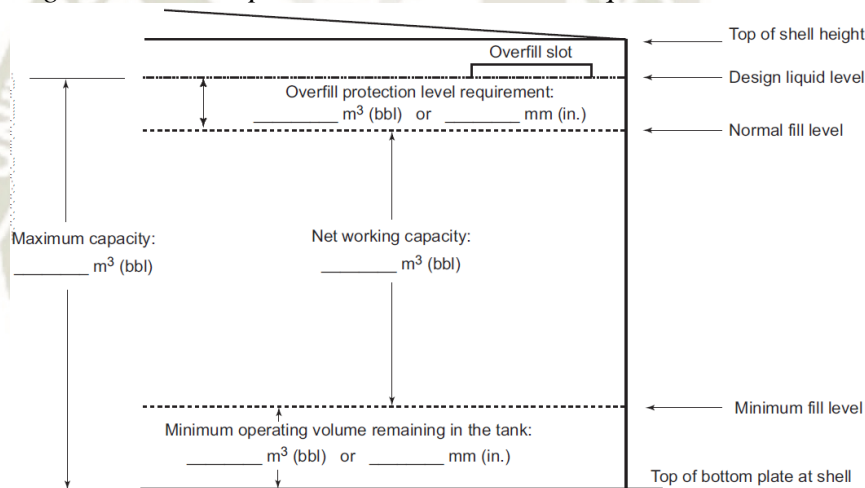 Top of shell height
Overfill slot
Design liquid level
Overfill protection level requirement:
_________ m³ (bbl) or ________ mm (in.)
Normal fill level
Maximum capacity:
________ m³ (bbl)
Net working capacity:
________ m³ (bbl)
Minimum fill level
Minimum operating volume remaining in the tank:
________ m³ (bbl) or ________ mm (in.)
Top of bottom plate at shell